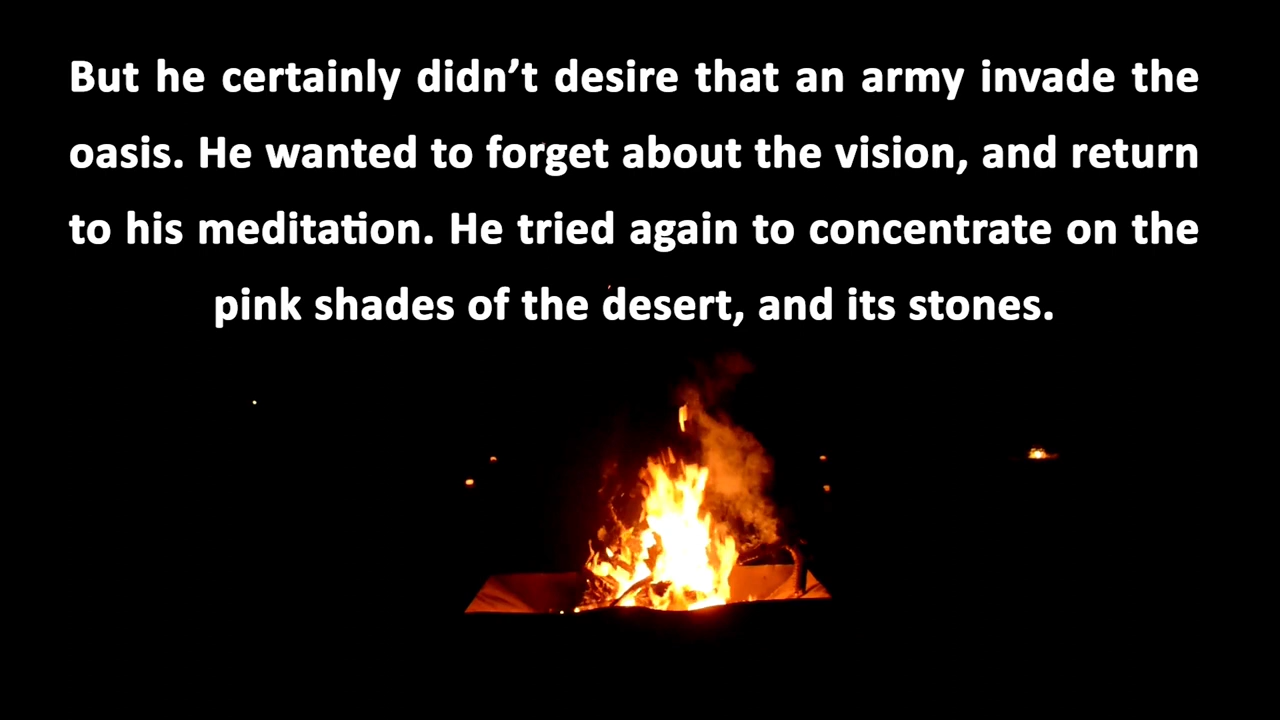 But he certainly didn’t desire that an army invade the
oasis. He wanted to forget about the vision, and return
to his meditation. He tried again to concentrate on the
pink shades of the desert, and its stones.